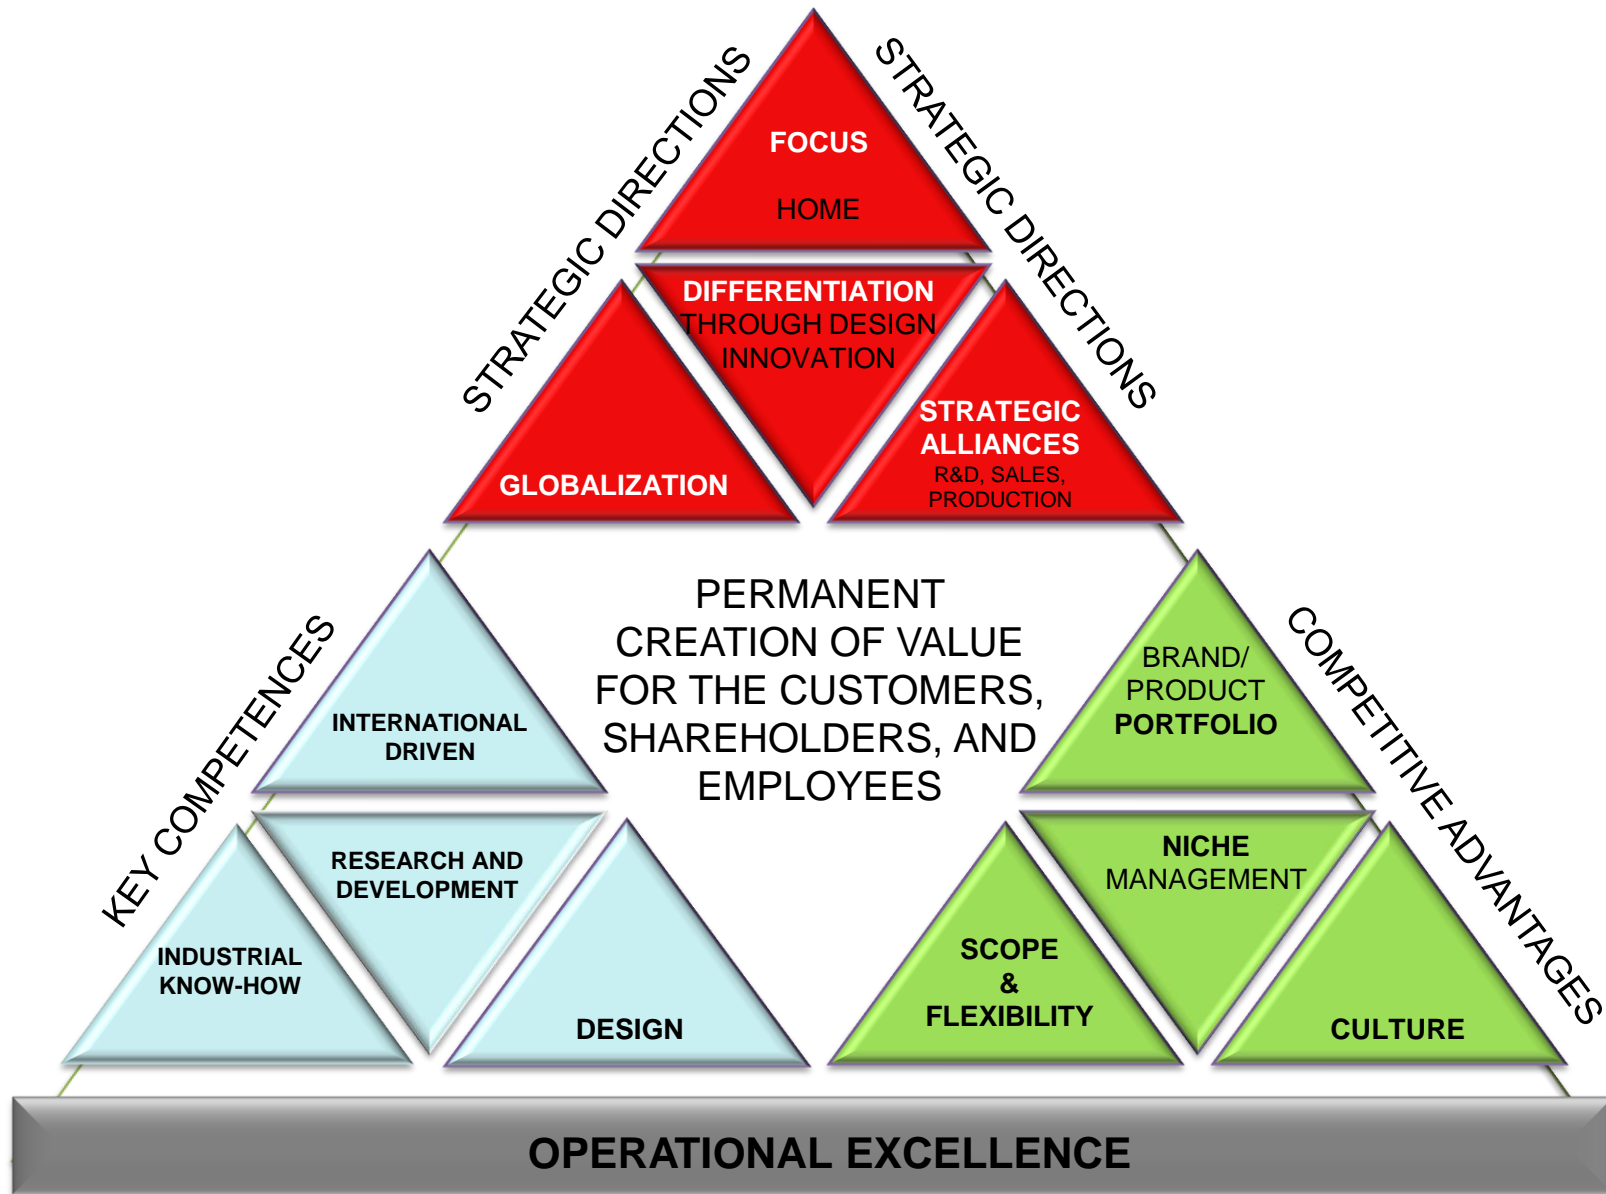 STRATEGIC DIRECTIONS
STRATEGIC DIRECTIONS
FOCUS
HOME
DIFFERENTIATION
THROUGH DESIGN
INNOVATION
GLOBALIZATION
STRATEGIC
ALLIANCES
R&D, SALES,
PRODUCTION
PERMANENT
CREATION OF VALUE
FOR THE CUSTOMERS,
SHAREHOLDERS, AND
EMPLOYEES
KEY COMPETENCES
INTERNATIONAL
DRIVEN
RESEARCH AND
DEVELOPMENT
INDUSTRIAL
KNOW-HOW
DESIGN
COMPETITIVE ADVANTAGES
BRAND/
PRODUCT
PORTFOLIO
NICHE
MANAGEMENT
SCOPE
&
FLEXIBILITY
CULTURE
OPERATIONAL EXCELLENCE